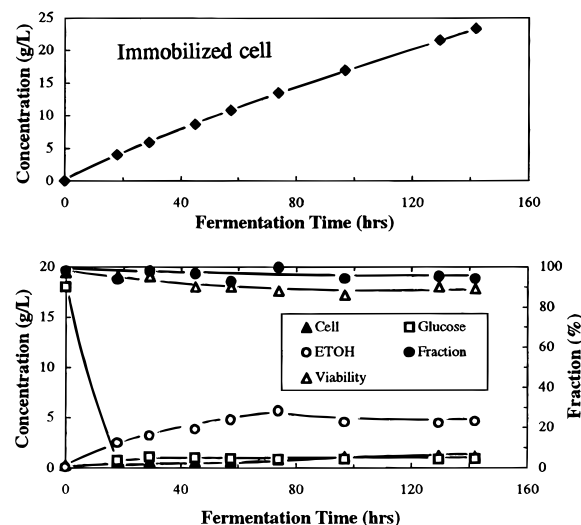 25
20
15
10
5
0
Concentration (g/L)
Immobilized cell
0 40 80 120 160
Fermentation Time (hrs)
20
15
10
5
0
Concentration (g/L)
100
80
60
40
20
0
Fraction (%)
Cell Glucose
ETOH Fraction
Viability
0 40 80 120 160
Fermentation Time (hrs)